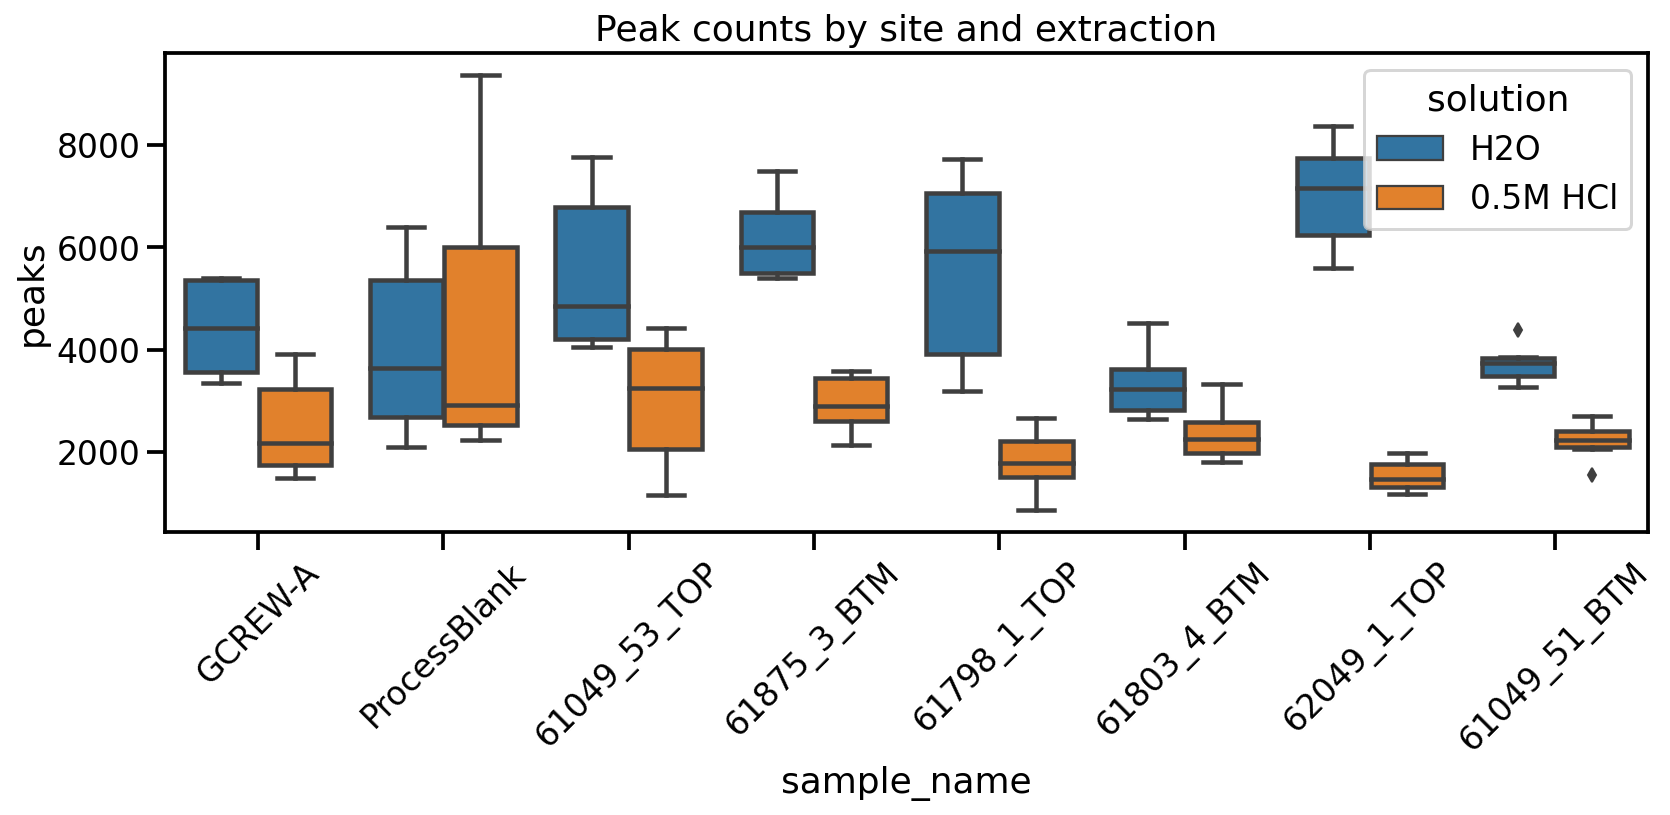 Peak counts by site and extraction
solution
H2O
0.5M HCl
peaks
8000
6000
4000
2000
GCREW-A
ProcessBlank
61049_53_TOP
61875_3_BTM
61798_1_TOP
61803_4_BTM
62049_1_TOP
61049_51_BTM
sample_name